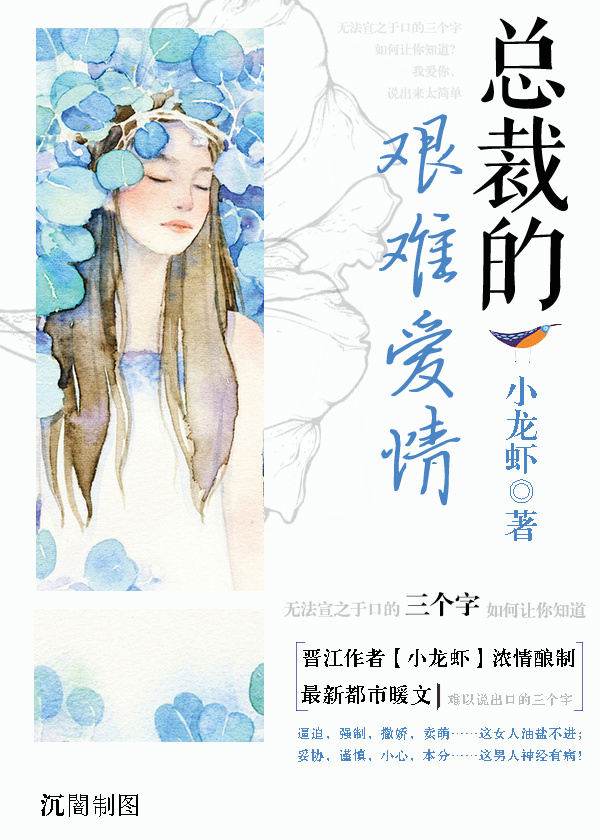 无法宣之于口的三个字
如何让你知道?
我爱你,
说出来太简单
总裁的
艰难爱情
小龙虾◎著
无法宣之于口的 三个字 如何让你知道
晋江作者【小龙虾】浓情酿制
最新都市暖文| 难以说出口的三个字
逼迫，强制，撒娇，卖萌……这女人油盐不进；
妥协，谨慎，小心，本分……这男人神经有病！
沉闇制图